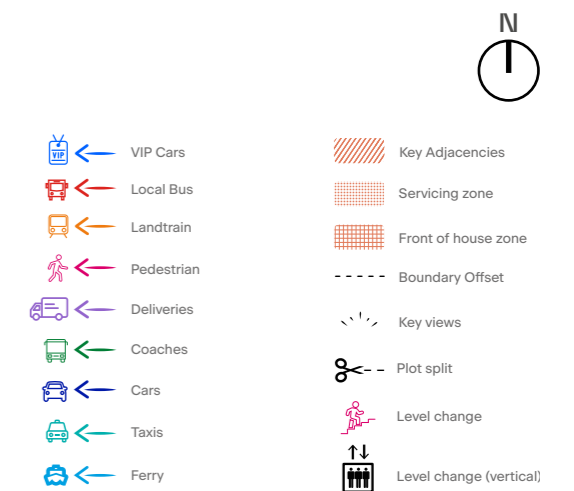 N
VIP
VIP Cars
Local Bus
Landtrain
Pedestrian
Deliveries
Coaches
Cars
Taxis
Ferry
Key Adjacencies
Servicing zone
Front of house zone
Boundary Offset
Key views
Plot split
Level change
Level change (vertical)